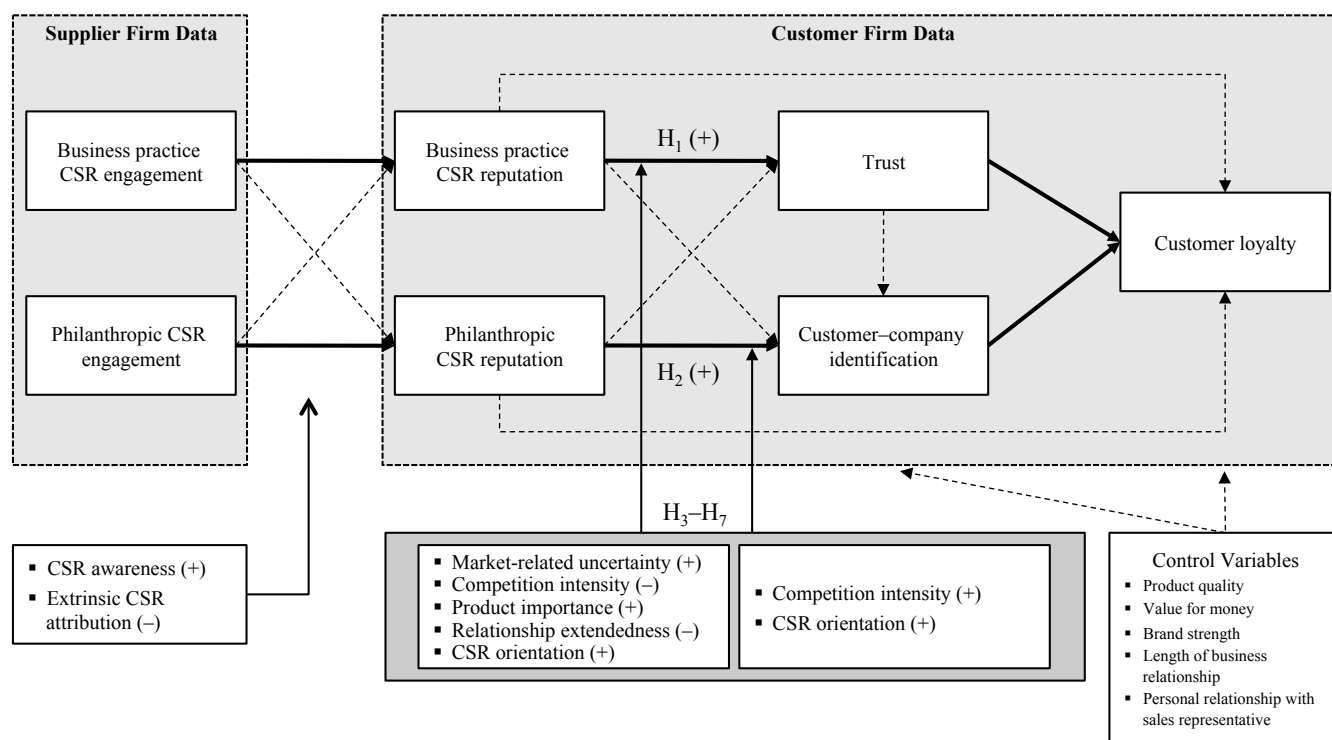 Supplier Firm Data
Customer Firm Data
Business practice
CSR engagement
Business practice
CSR reputation
H₁ (+)
Trust
Customer loyalty
Philanthropic CSR
engagement
Philanthropic
CSR reputation
H₂ (+)
Customer–company
identification
H₃–H₇
▪ CSR awareness (+)
▪ Extrinsic CSR
attribution (–)
▪ Market-related uncertainty (+)
▪ Competition intensity (–)
▪ Product importance (+)
▪ Relationship extendedness (–)
▪ CSR orientation (+)
▪ Competition intensity (+)
▪ CSR orientation (+)
Control Variables
▪ Product quality
▪ Value for money
▪ Brand strength
▪ Length of business
relationship
▪ Personal relationship with
sales representative